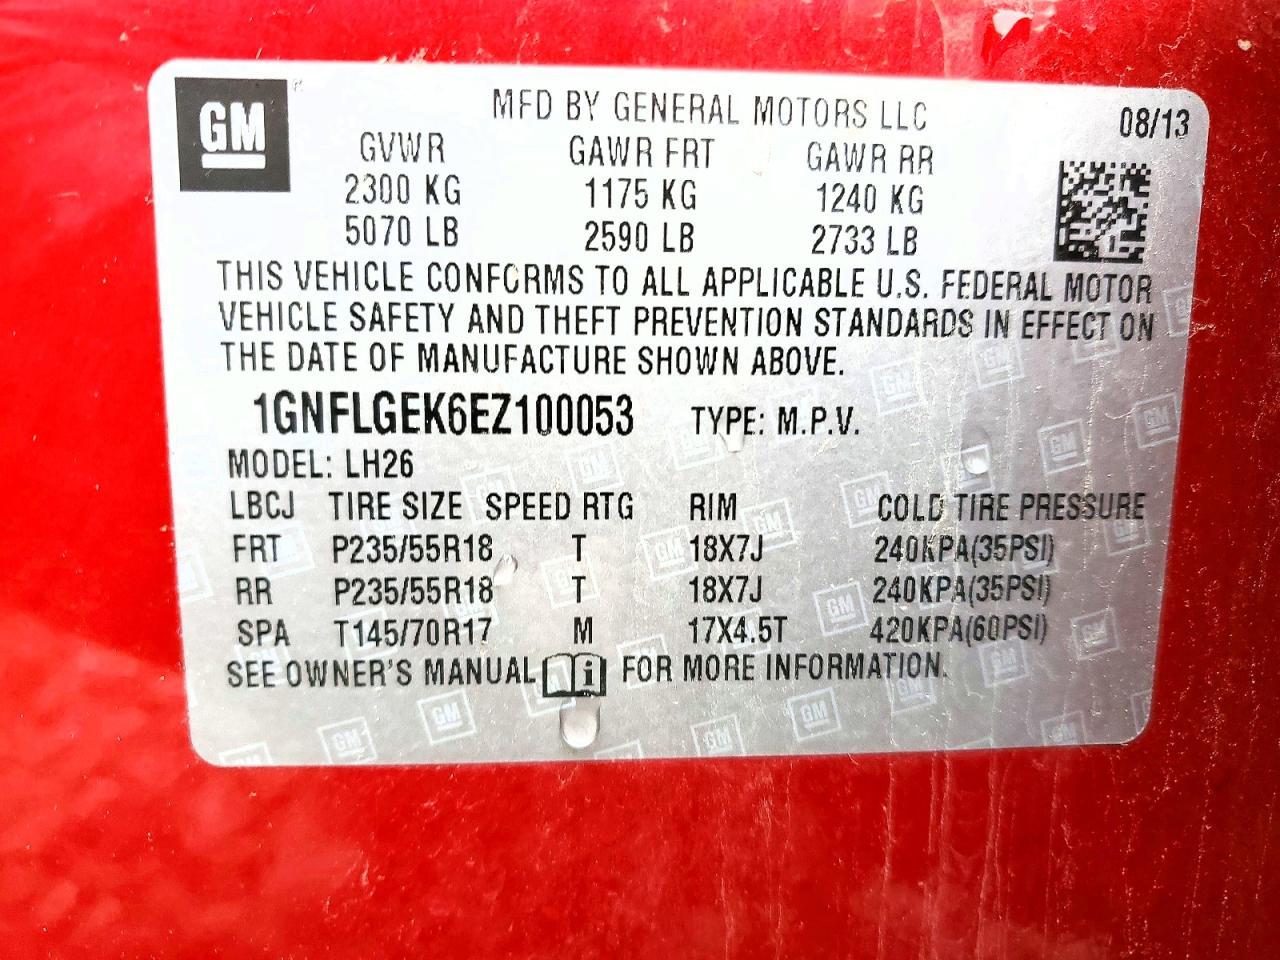 GM
MFD BY GENERAL MOTORS LLC
08/13
GVWR GAWR FRT GAWR RR
2300 KG 1175 KG 1240 KG
5070 LB 2590 LB 2733 LB
THIS VEHICLE CONFORMS TO ALL APPLICABLE U.S. FEDERAL MOTOR
VEHICLE SAFETY AND THEFT PREVENTION STANDARDS IN EFFECT ON
THE DATE OF MANUFACTURE SHOWN ABOVE.
1GNFLGEK6EZ100053 TYPE: M.P.V.
MODEL: LH26
LBCJ TIRE SIZE SPEED RTG RIM COLD TIRE PRESSURE
FRT P235/55R18 T 18X7J 240KPA(35PSI)
RR P235/55R18 T 18X7J 240KPA(35PSI)
SPA T145/70R17 M 17X4.5T 420KPA(60PSI)
SEE OWNER'S MANUAL i FOR MORE INFORMATION.